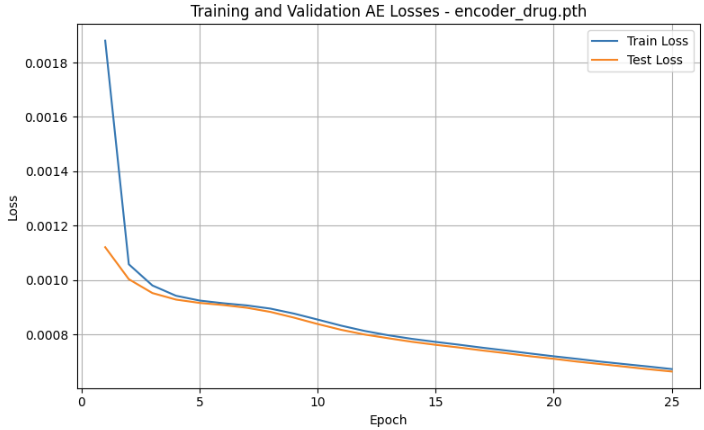 Training and Validation AE Losses - encoder_drug.pth
Train Loss
Test Loss
Loss
0.0018
0.0016
0.0014
0.0012
0.0010
0.0008
0
5
10
15
20
25
Epoch